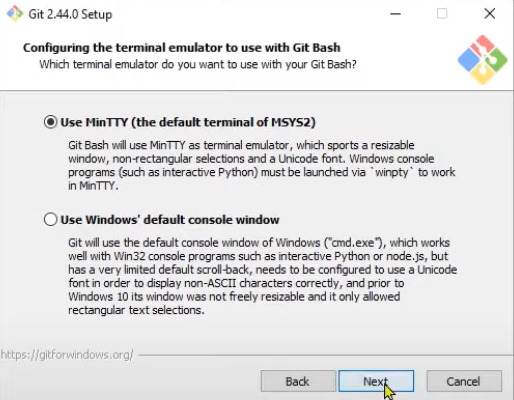 Git 2.44.0 Setup
Configuring the terminal emulator to use with Git Bash
Which terminal emulator do you want to use with your Git Bash?
Use MinTTY (the default terminal of MSYS2)
Git Bash will use MinTTY as terminal emulator, which sports a resizable
window, non-rectangular selections and a Unicode font. Windows console
programs (such as interactive Python) must be launched via `winpty` to work
in MinTTY.
Use Windows' default console window
Git will use the default console window of Windows ("cmd.exe"), which works
well with Win32 console programs such as interactive Python or node.js, but
has a very limited default scroll-back, needs to be configured to use a Unicode
font in order to display non-ASCII characters correctly, and prior to
Windows 10 its window was not freely resizable and it only allowed
rectangular text selections.
https://gitforwindows.org/
Back
Next
Cancel